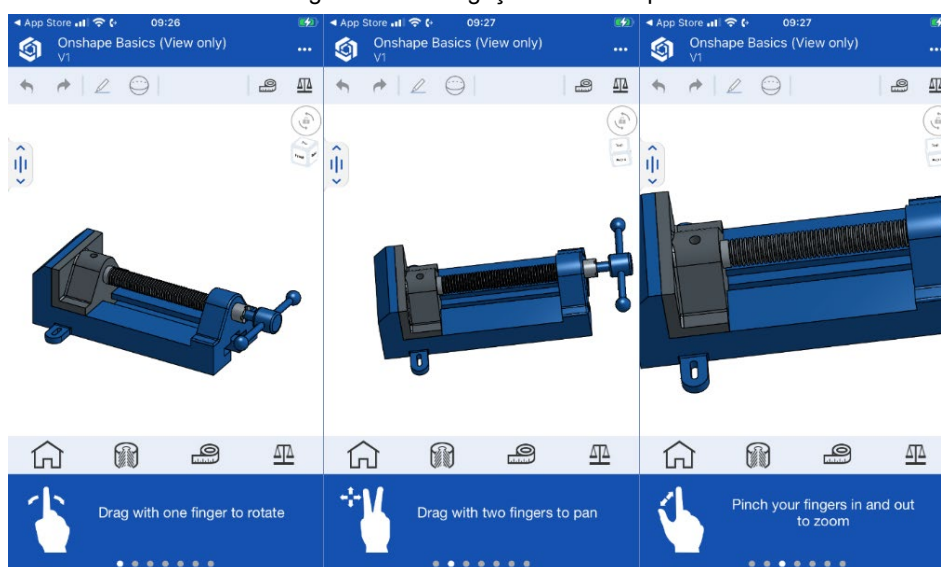 App Store
09:26
Onshape Basics (View only)
V1
Drag with one finger to rotate
App Store
09:27
Onshape Basics (View only)
V1
Drag with two fingers to pan
App Store
09:27
Onshape Basics (View only)
V1
Pinch your fingers in and out
to zoom